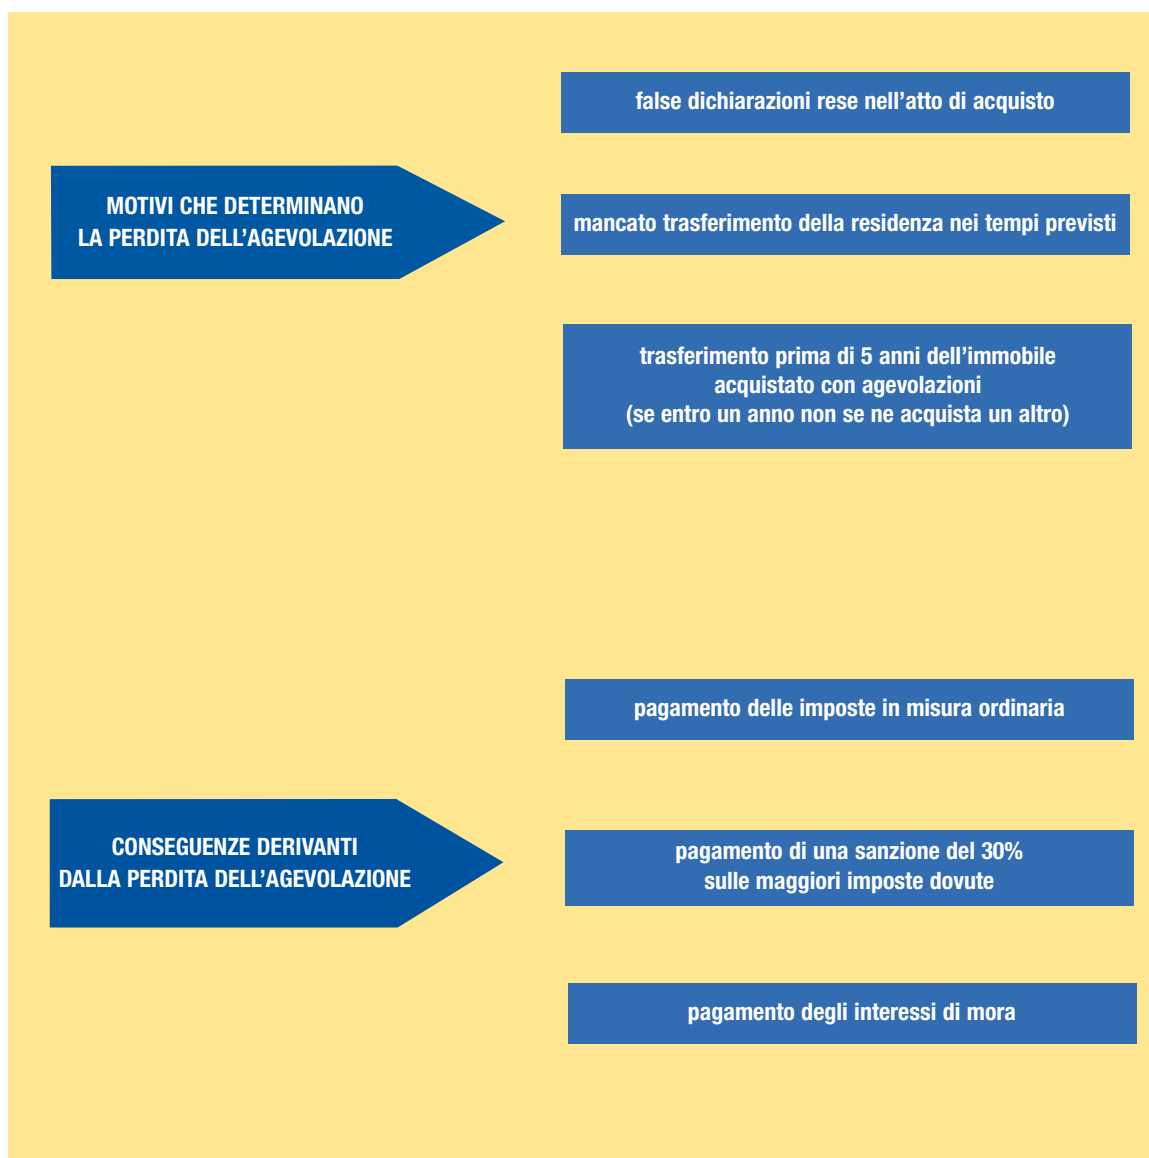 MOTIVI CHE DETERMINANO
LA PERDITA DELL’AGEVOLAZIONE
false dichiarazioni rese nell’atto di acquisto
mancato trasferimento della residenza nei tempi previsti
trasferimento prima di 5 anni dell’immobile
acquistato con agevolazioni
(se entro un anno non se ne acquista un altro)
CONSEGUENZE DERIVANTI
DALLA PERDITA DELL’AGEVOLAZIONE
pagamento delle imposte in misura ordinaria
pagamento di una sanzione del 30%
sulle maggiori imposte dovute
pagamento degli interessi di mora